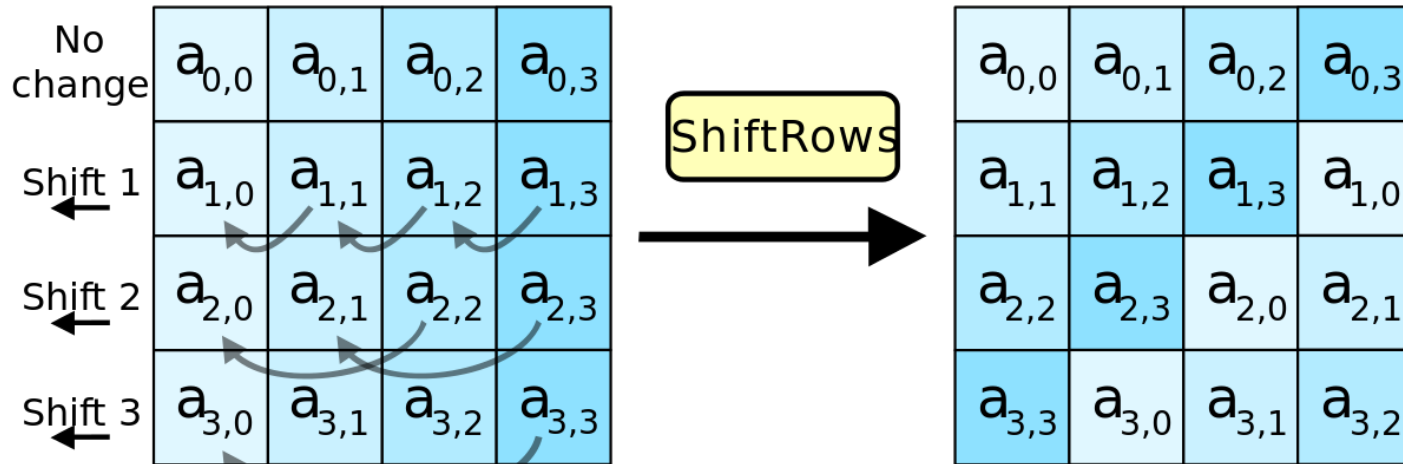 No
change
a0,0 a0,1 a0,2 a0,3
ShiftRows
a0,0 a0,1 a0,2 a0,3
Shift 1
a1,0 a1,1 a1,2 a1,3
a1,1 a1,2 a1,3 a1,0
Shift 2
a2,0 a2,1 a2,2 a2,3
a2,2 a2,3 a2,0 a2,1
Shift 3
a3,0 a3,1 a3,2 a3,3
a3,3 a3,0 a3,1 a3,2